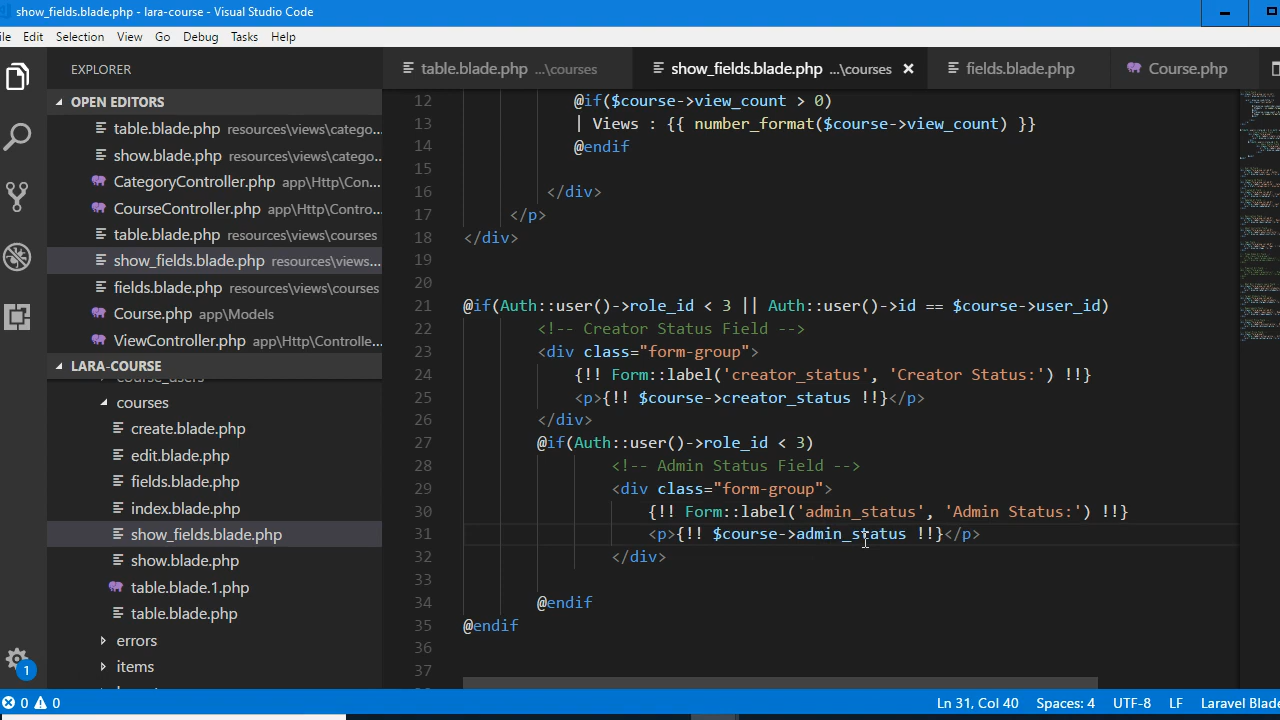 show_fields.blade.php - lara-course - Visual Studio Code
Edit Selection View Go Debug Tasks Help
EXPLORER
table.blade.php ...\courses
show_fields.blade.php ...\courses
fields.blade.php
Course.php
OPEN EDITORS
table.blade.php resources\views\catego...
show.blade.php resources\views\catego...
CategoryController.php app\Http\Con...
CourseController.php app\Http\Contro...
table.blade.php resources\views\courses
show_fields.blade.php resources\views...
fields.blade.php resources\views\courses
Course.php app\Models
ViewController.php app\Http\Controlle...
LARA-COURSE
course_users
courses
create.blade.php
edit.blade.php
fields.blade.php
index.blade.php
show_fields.blade.php
show.blade.php
table.blade.1.php
table.blade.php
errors
items
1
12 @if($course->view_count > 0)
13 | Views : {{ number_format($course->view_count) }}
14 @endif
15
16 </div>
17 </p>
18 </div>
19
20
21 @if(Auth::user()->role_id < 3 || Auth::user()->id == $course->user_id)
22 <!-- Creator Status Field -->
23 <div class="form-group">
24 {!! Form::label('creator_status', 'Creator Status:') !!}
25 <p>{!! $course->creator_status !!}</p>
26 </div>
27 @if(Auth::user()->role_id < 3)
28 <!-- Admin Status Field -->
29 <div class="form-group">
30 {!! Form::label('admin_status', 'Admin Status:') !!}
31 <p>{!! $course->admin_status !!}</p>
32 </div>
33
34 @endif
35 @endif
36
37
0 0 Ln 31, Col 40 Spaces: 4 UTF-8 LF Laravel Blade